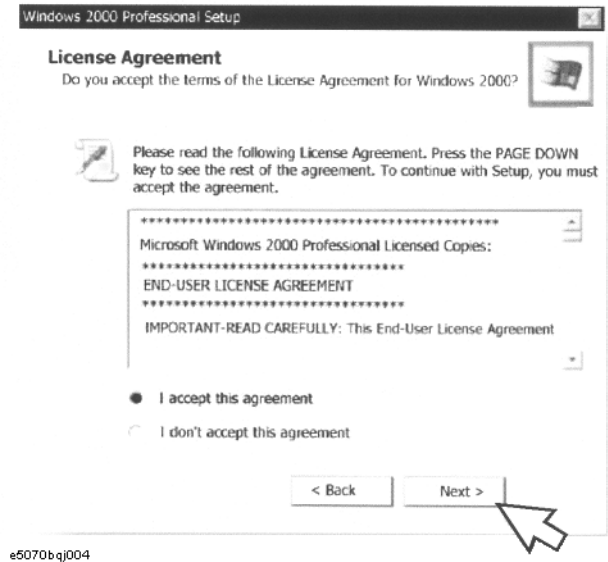 Windows 2000 Professional Setup
License Agreement
Do you accept the terms of the License Agreement for Windows 2000?
Please read the following License Agreement. Press the PAGE DOWN
key to see the rest of the agreement. To continue with Setup, you must
accept the agreement.
*********************************************
Microsoft Windows 2000 Professional Licensed Copies:
*********************************
END-USER LICENSE AGREEMENT
*********************************
IMPORTANT-READ CAREFULLY: This End-User License Agreement
I accept this agreement
I don't accept this agreement
< Back
Next >
e5070bqj004